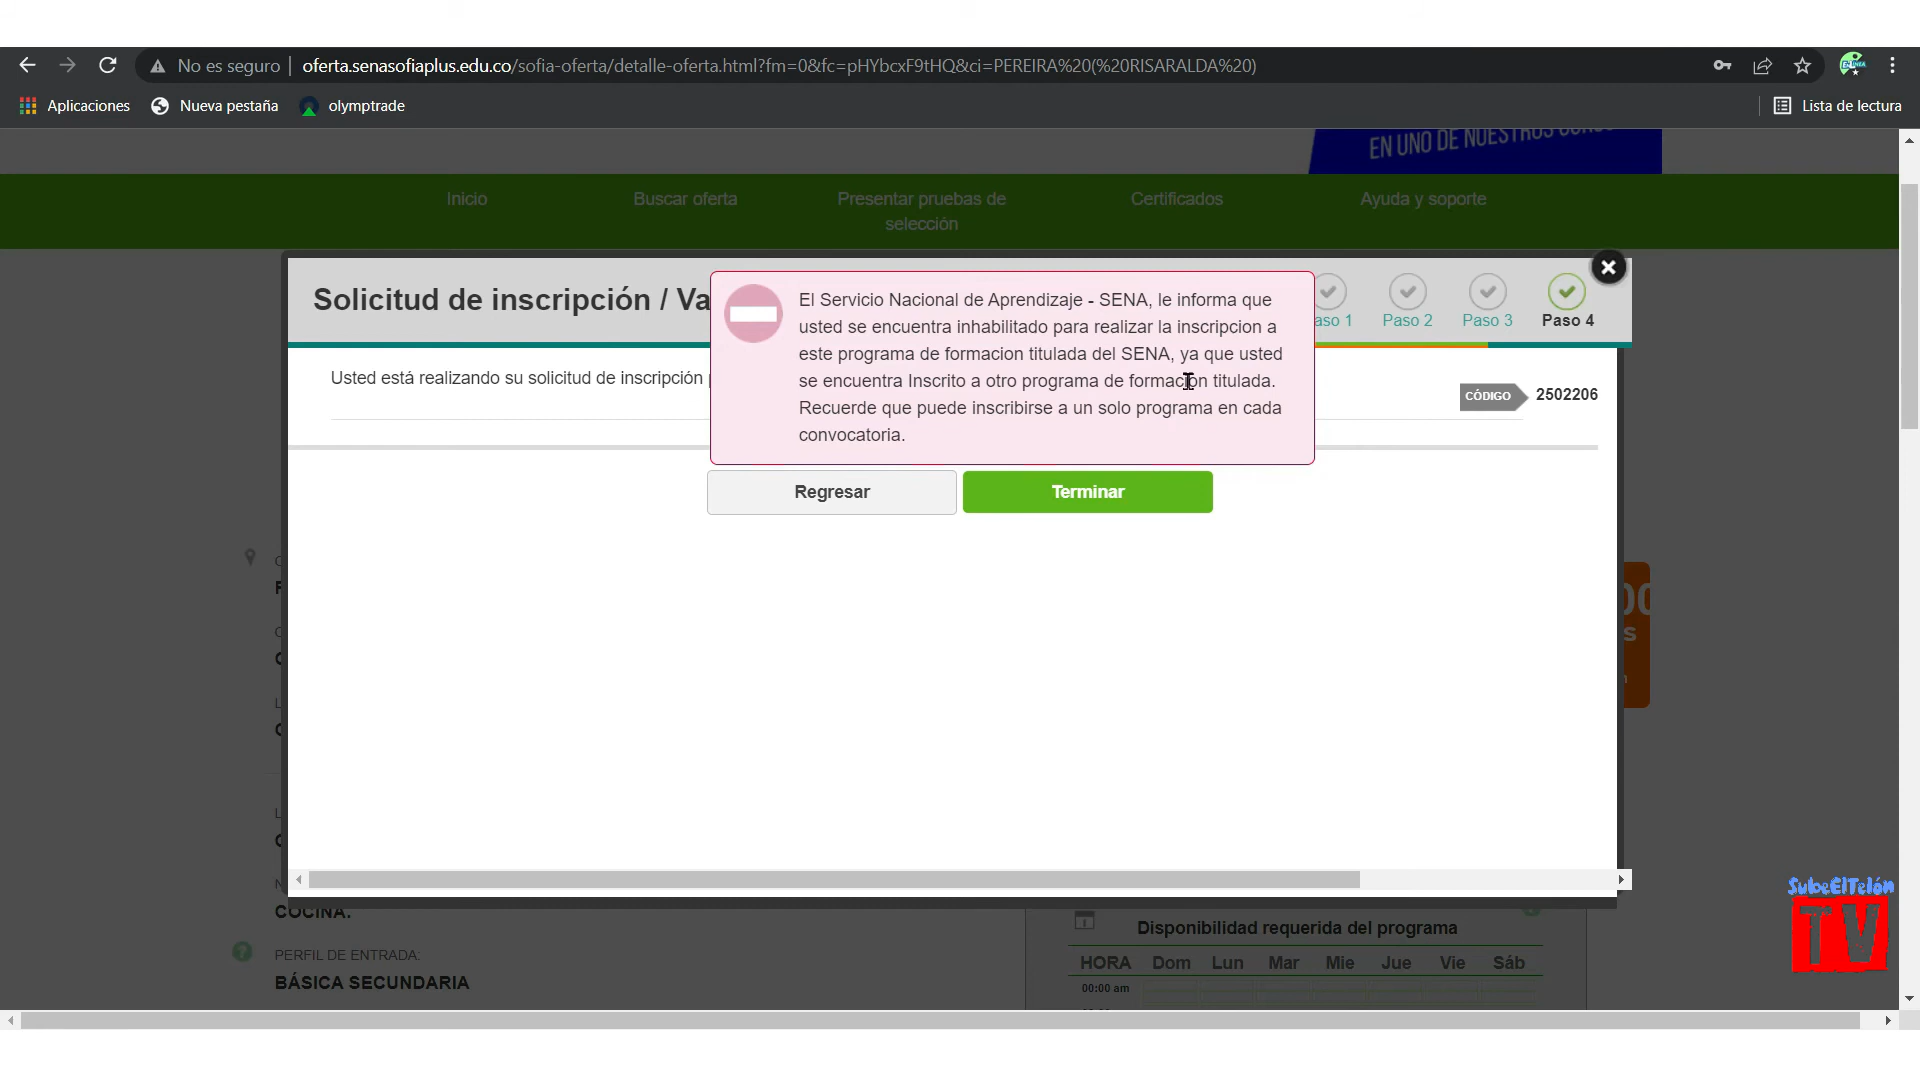 No es seguro | oferta.senasofiaplus.edu.co/sofia-oferta/detalle-oferta.html?fm=0&fc=pHYbcxF9tHQ&ci=PEREIRA%20(%20RISARALDA%20)
Aplicaciones Nueva pestaña olymptrade Lista de lectura
EN UNO DE NUESTROS
Inicio Buscar oferta Presentar pruebas de selección Certificados Ayuda y soporte
Solicitud de inscripción / Va
aso 1 Paso 2 Paso 3 Paso 4
El Servicio Nacional de Aprendizaje - SENA, le informa que
usted se encuentra inhabilitado para realizar la inscripcion a
este programa de formacion titulada del SENA, ya que usted
se encuentra Inscrito a otro programa de formacion titulada.
Recuerde que puede inscribirse a un solo programa en cada
convocatoria.
Usted está realizando su solicitud de inscripción
CÓDIGO 2502206
Regresar Terminar
COCINA.
PERFIL DE ENTRADA:
BÁSICA SECUNDARIA
Disponibilidad requerida del programa
HORA Dom Lun Mar Mie Jue Vie Sáb
00:00 am
SubeElTelón
TV